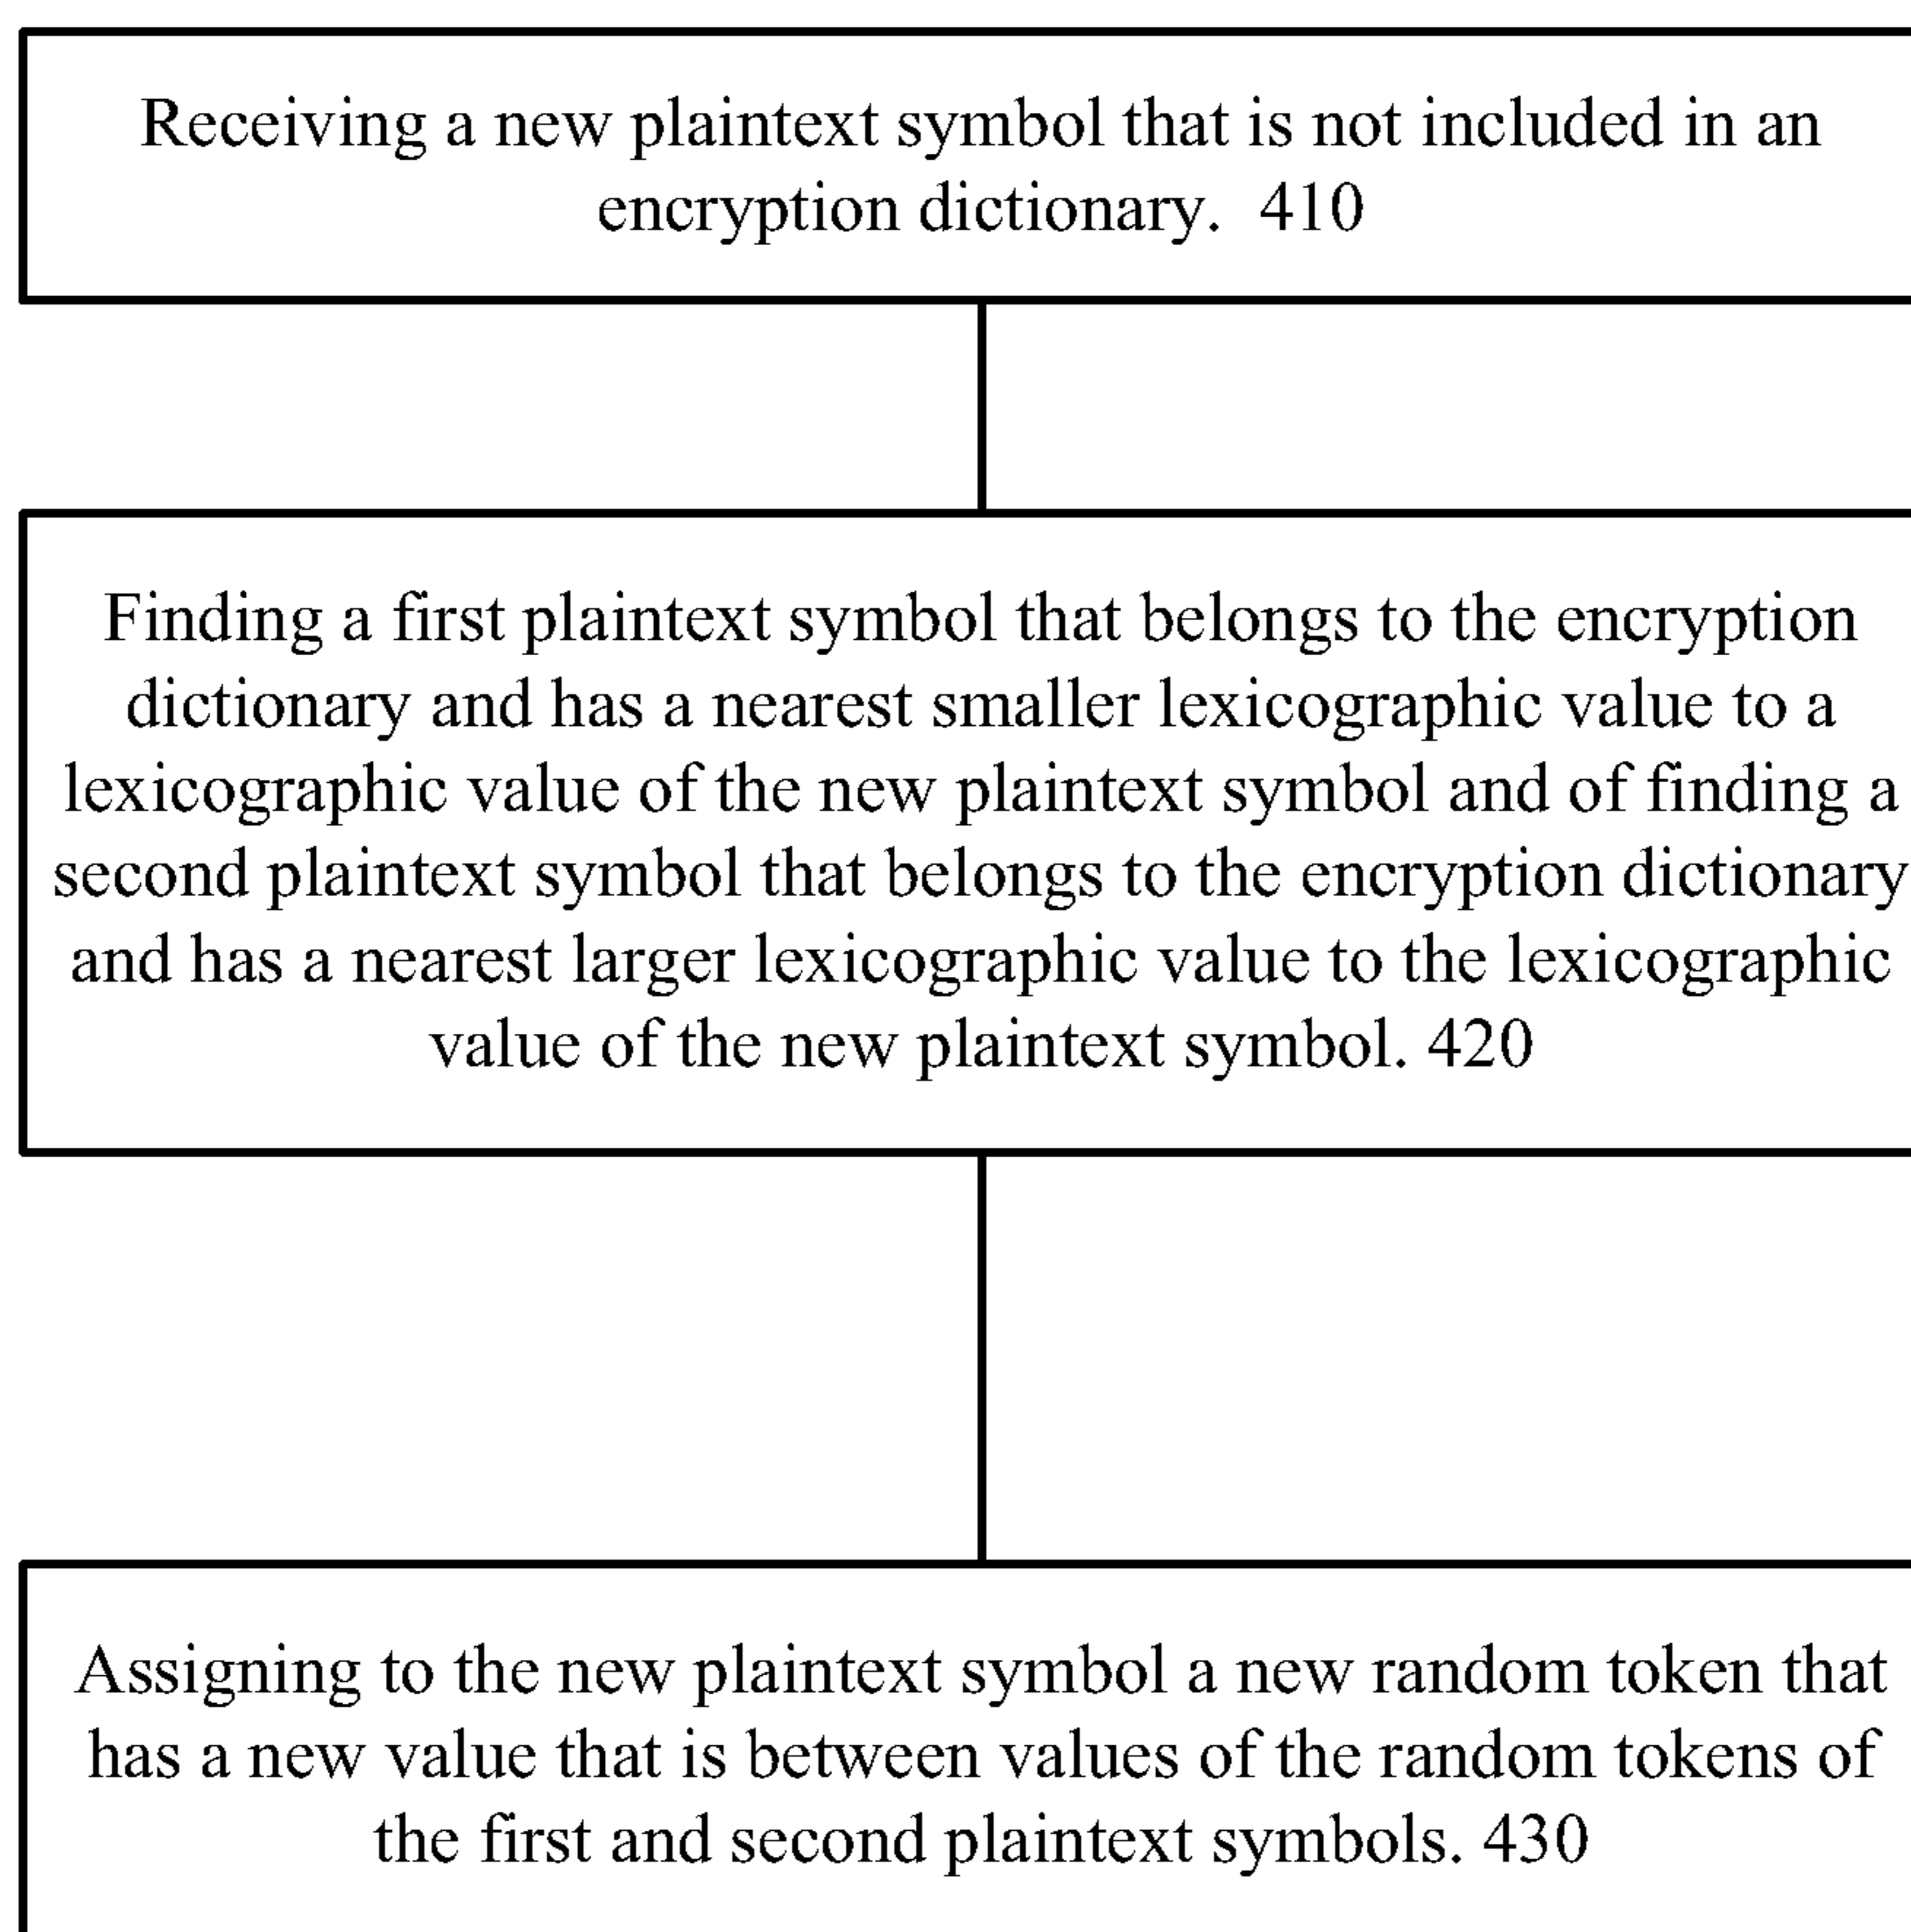 Receiving a new plaintext symbol that is not included in an
encryption dictionary.  410
Finding a first plaintext symbol that belongs to the encryption
dictionary and has a nearest smaller lexicographic value to a
lexicographic value of the new plaintext symbol and of finding a
second plaintext symbol that belongs to the encryption dictionary
and has a nearest larger lexicographic value to the lexicographic
value of the new plaintext symbol. 420
Assigning to the new plaintext symbol a new random token that
has a new value that is between values of the random tokens of
the first and second plaintext symbols. 430